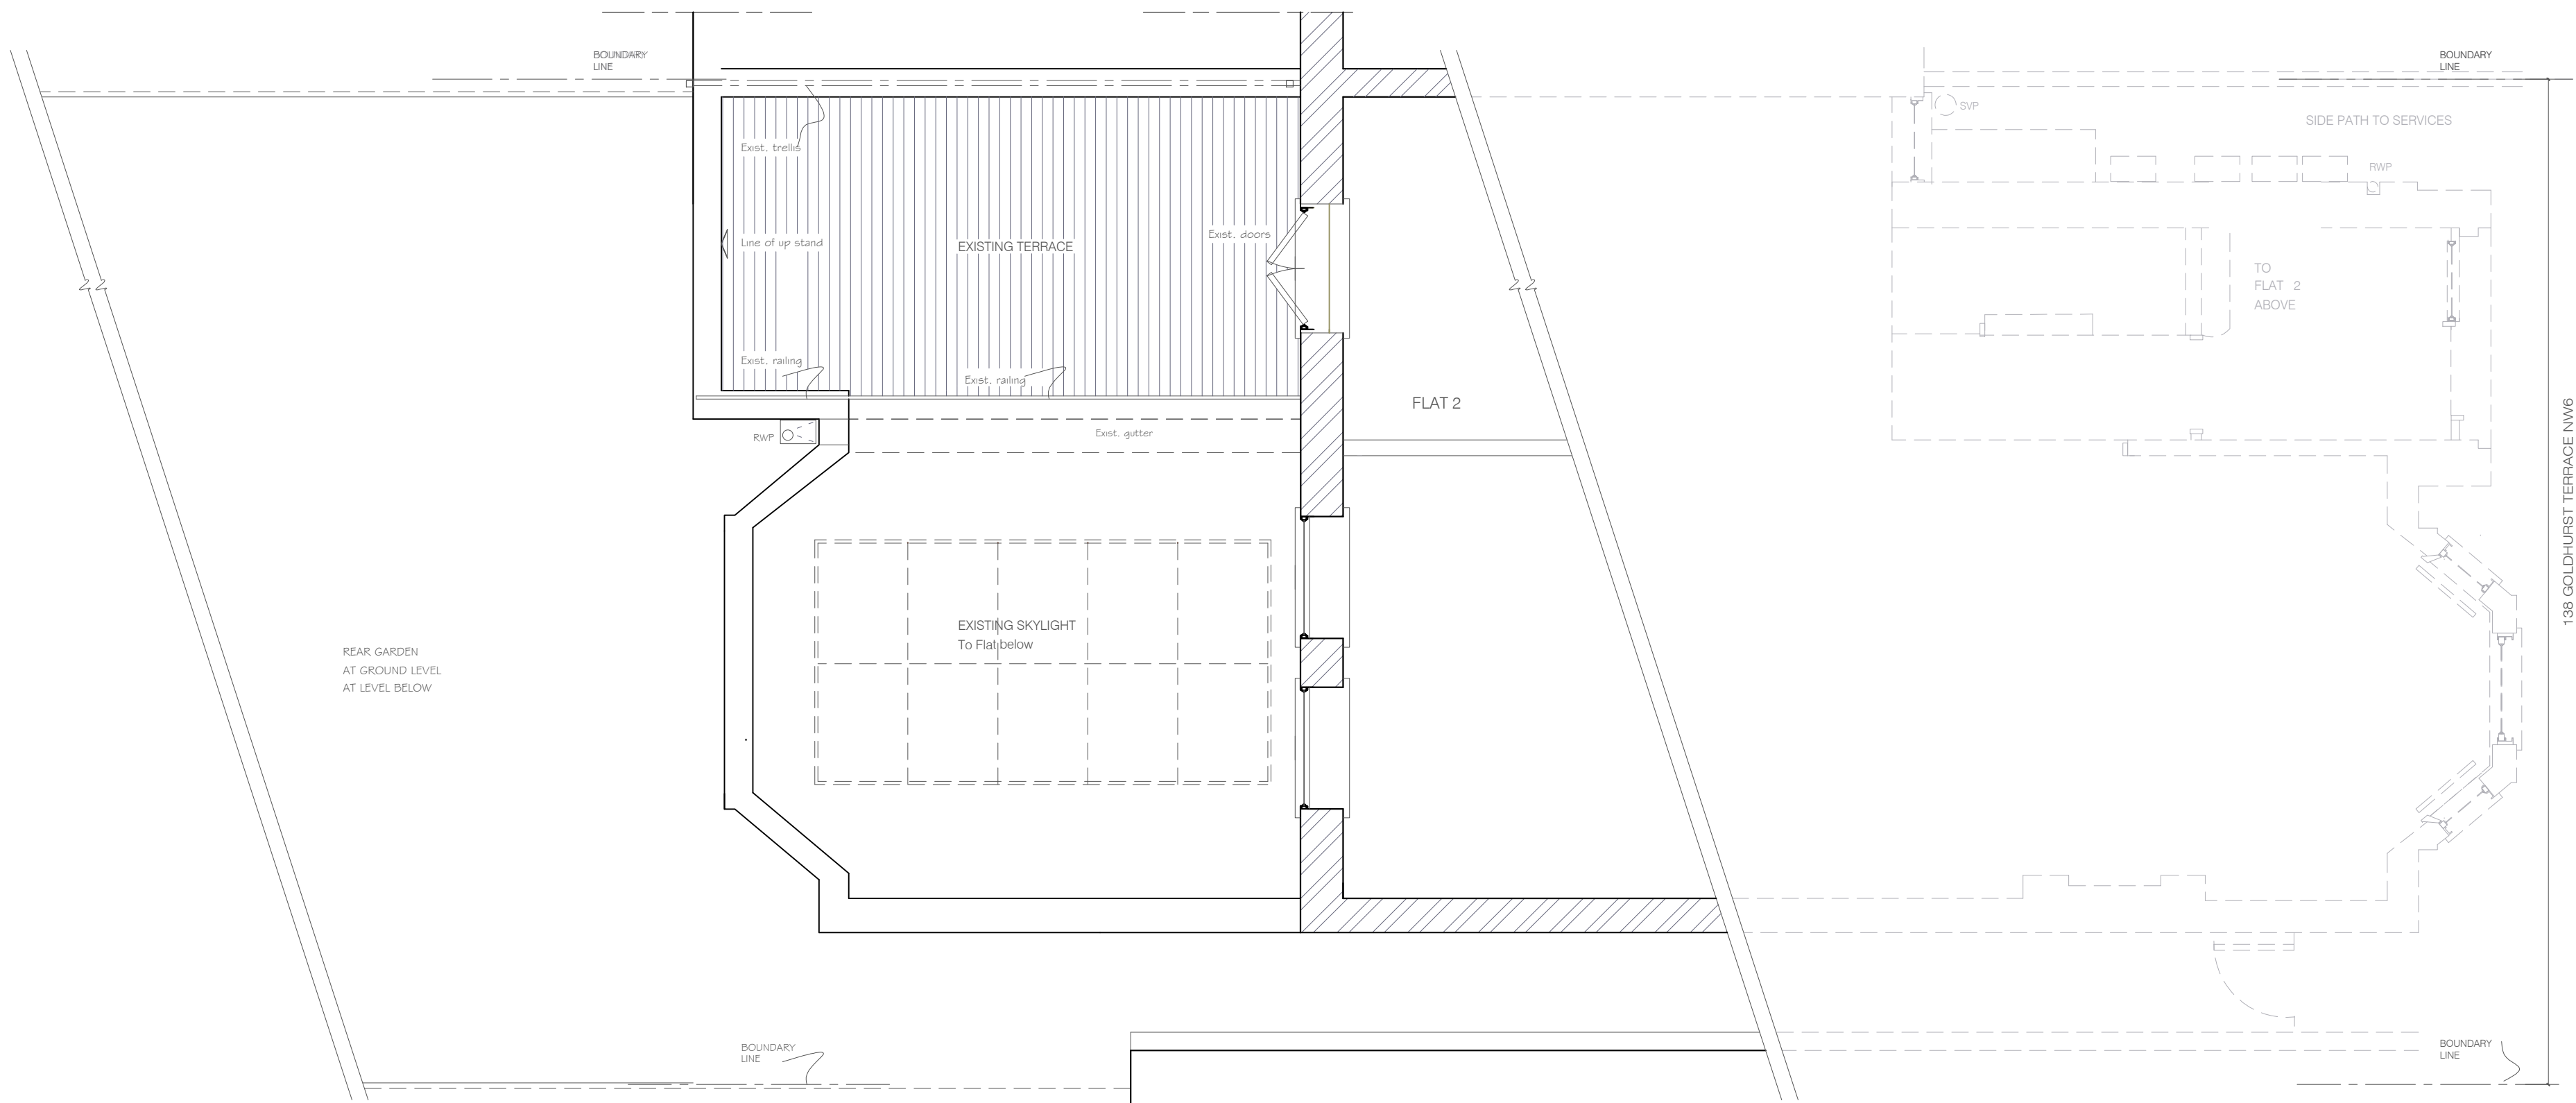 BOUNDARY
LINE
BOUNDARY
LINE
SVP
SIDE PATH TO SERVICES
Exist. trellis
RWP
Exist. doors
Line of up stand
EXISTING TERRACE
TO
FLAT 2
ABOVE
Exist. railing
Exist. railing
FLAT 2
RWP
Exist. gutter
138 GOLDHURST TERRACE NW6
EXISTING SKYLIGHT
To Flat below
REAR GARDEN
AT GROUND LEVEL
AT LEVEL BELOW
BOUNDARY
LINE
BOUNDARY
LINE